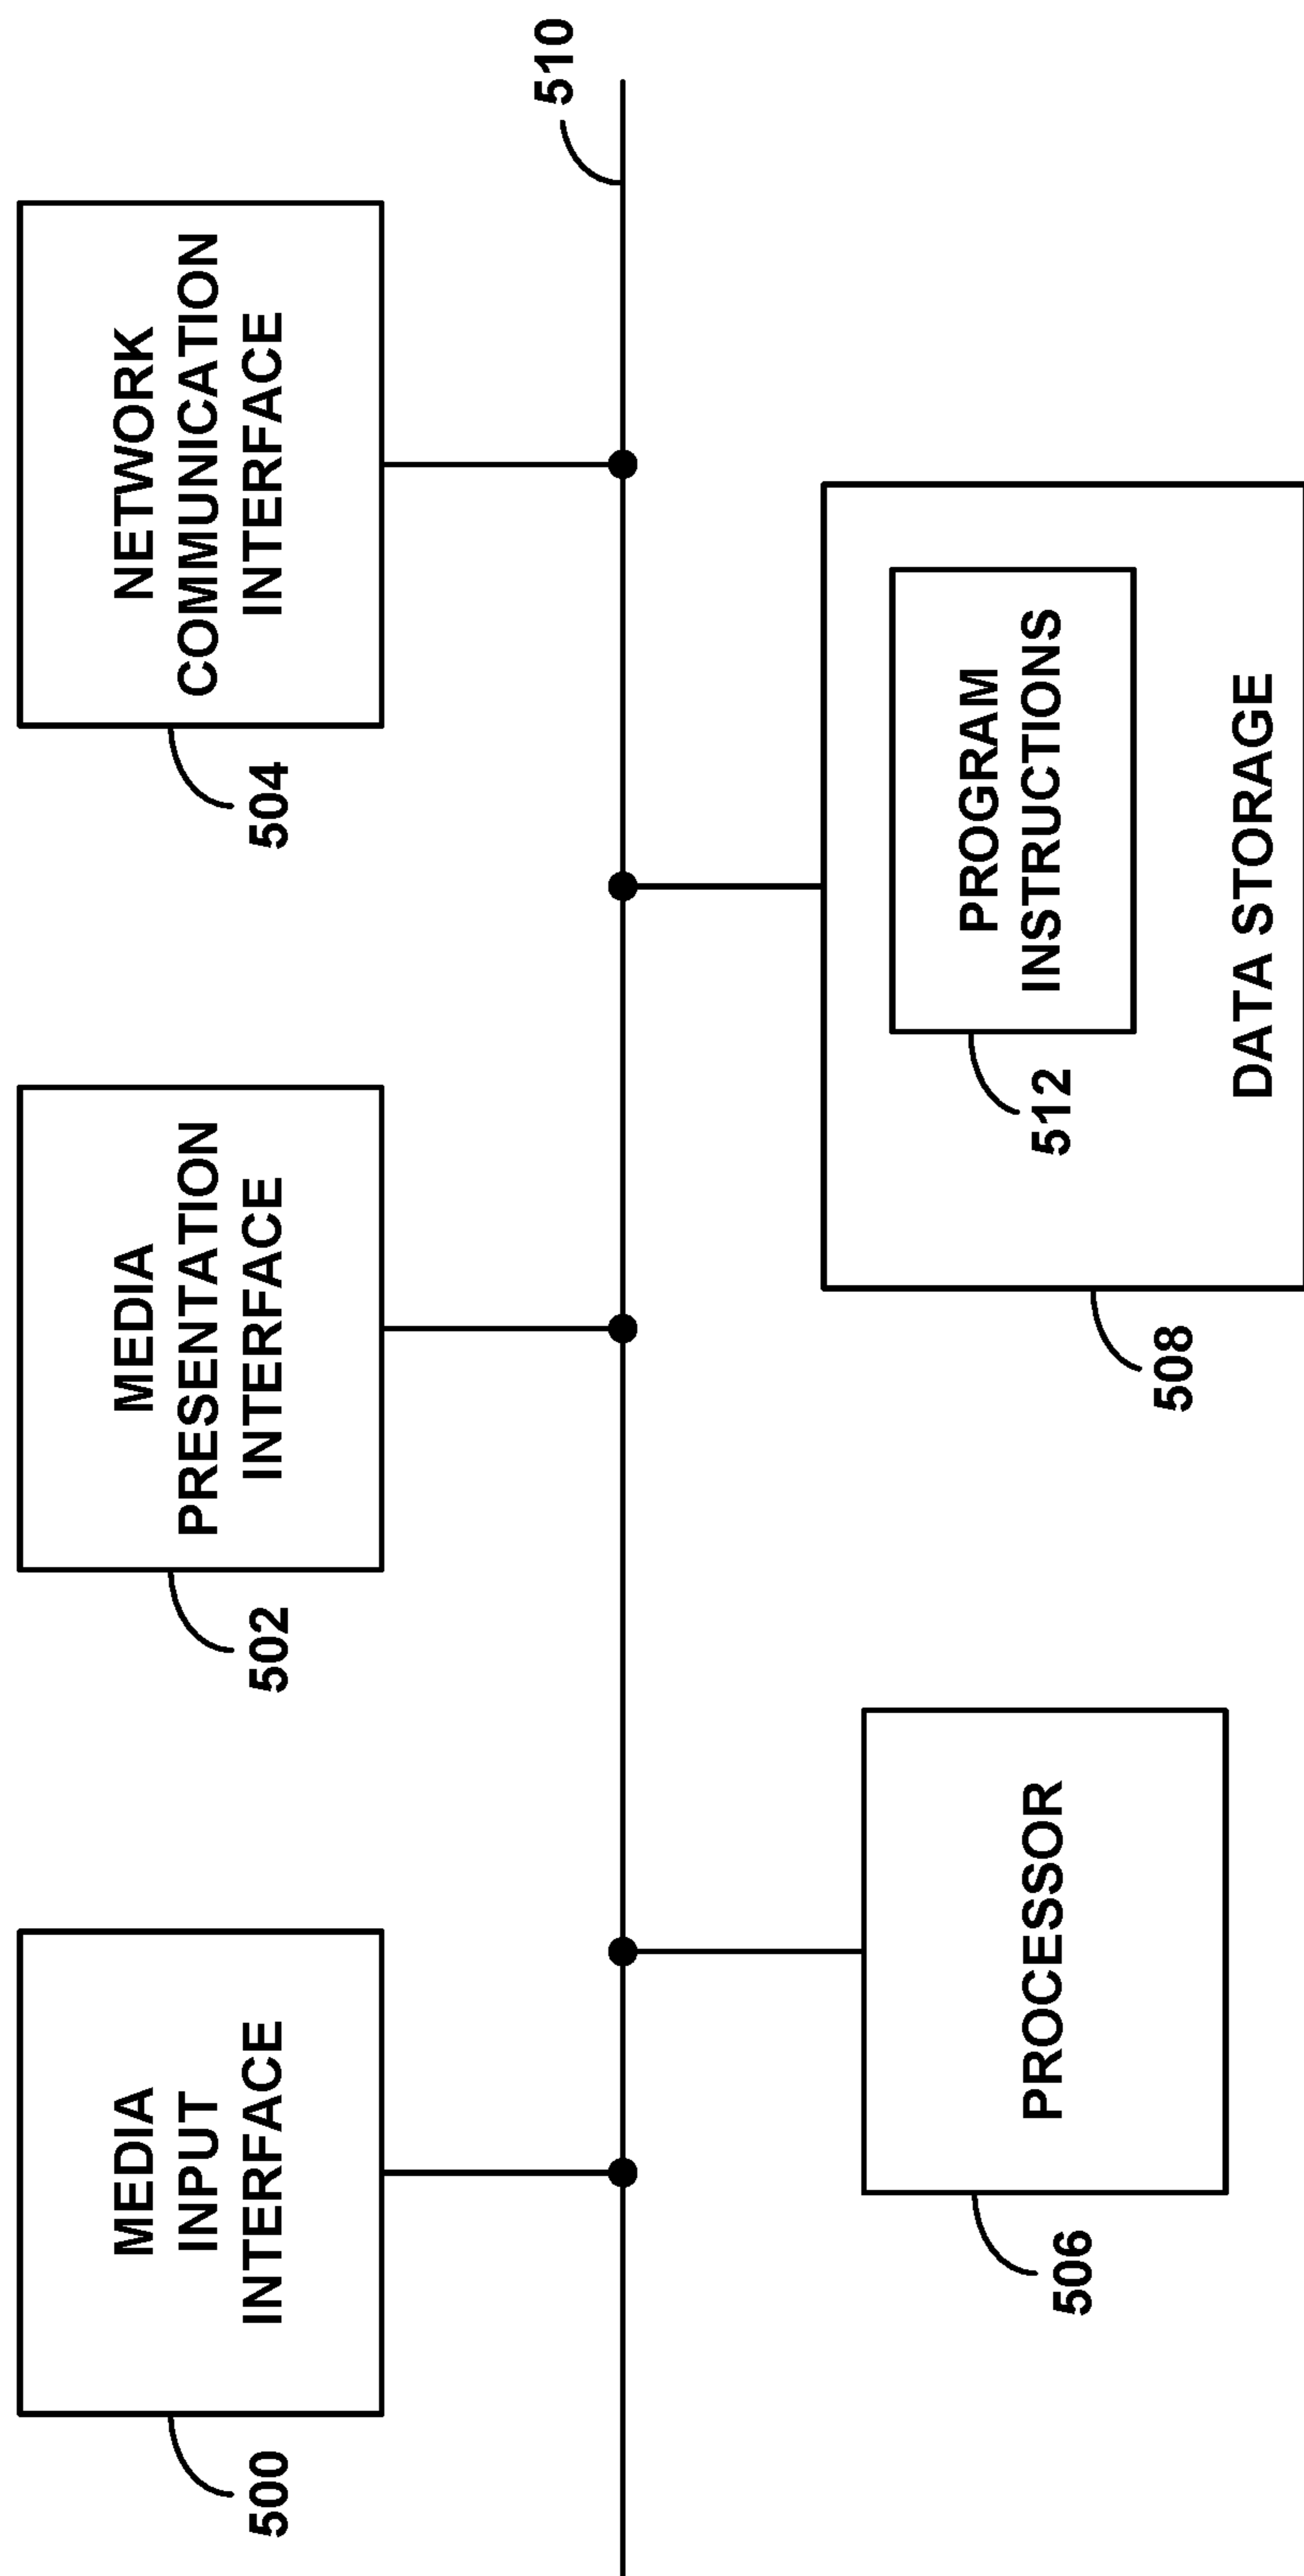 MEDIA
INPUT
INTERFACE
500
MEDIA
PRESENTATION
INTERFACE
502
NETWORK
COMMUNICATION
INTERFACE
504
510
PROCESSOR
506
PROGRAM
INSTRUCTIONS
512
DATA STORAGE
508